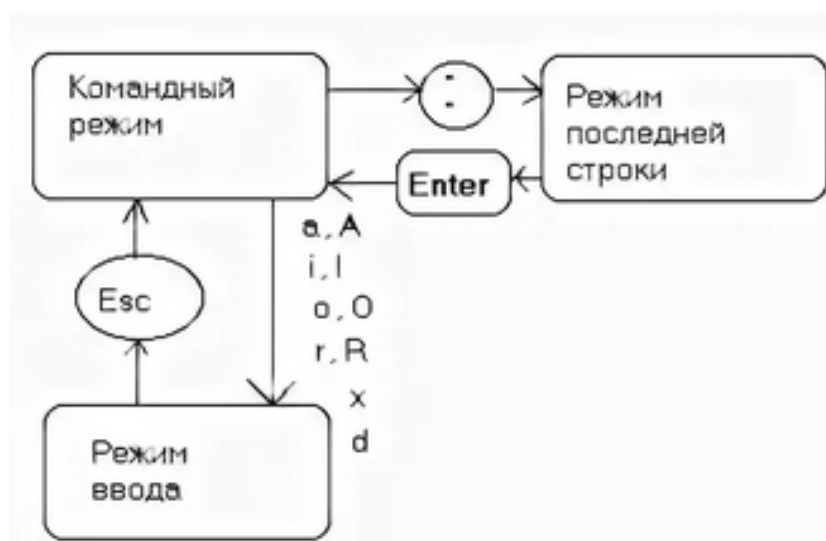 Командный
режим
:
Режим
последней
строки
Enter
a, A
i, I
o, O
r, R
x
d
Esc
Режим
ввода